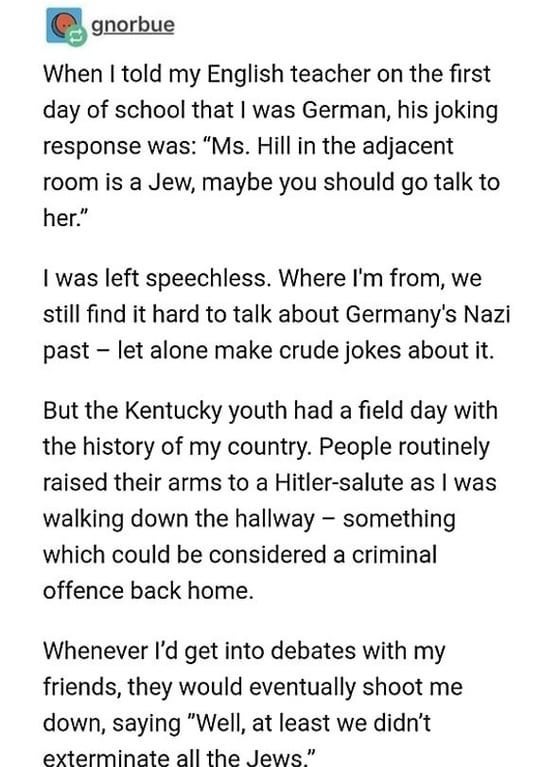 gnorbue
When I told my English teacher on the first
day of school that I was German, his joking
response was: “Ms. Hill in the adjacent
room is a Jew, maybe you should go talk to
her.”
I was left speechless. Where I'm from, we
still find it hard to talk about Germany's Nazi
past – let alone make crude jokes about it.
But the Kentucky youth had a field day with
the history of my country. People routinely
raised their arms to a Hitler-salute as I was
walking down the hallway – something
which could be considered a criminal
offence back home.
Whenever I’d get into debates with my
friends, they would eventually shoot me
down, saying "Well, at least we didn’t
exterminate all the Jews.”